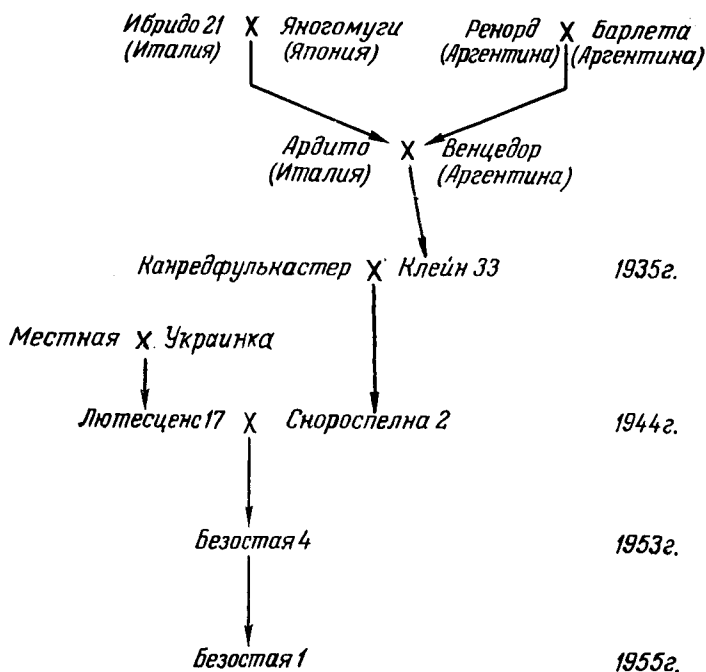 Ибридо 21 X Яногомуги Рекорд X Барлета
(Италия) (Япония) (Аргентина) (Аргентина)
Ардито X Венцедор
(Италия) (Аргентина)
Канредфулькастер X Клейн 33 1935г.
Местная X Украинка
Лютесценс 17 X Скороспелка 2 1944г.
Безостая 4 1953г.
Безостая 1 1955г.